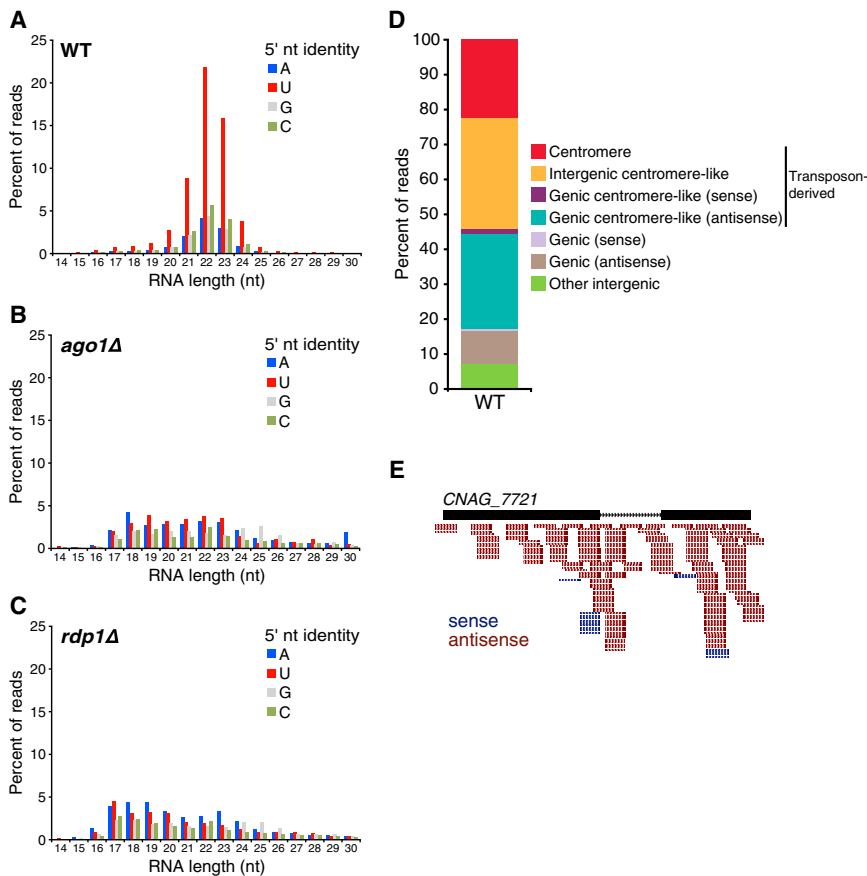 A
WT
25
20
15
10
5
0
Percent of reads
5' nt identity
A
U
G
C
14 15 16 17 18 19 20 21 22 23 24 25 26 27 28 29 30
RNA length (nt)
B
ago1Δ
25
20
15
10
5
0
Percent of reads
5' nt identity
A
U
G
C
14 15 16 17 18 19 20 21 22 23 24 25 26 27 28 29 30
RNA length (nt)
C
rdp1Δ
25
20
15
10
5
0
Percent of reads
5' nt identity
A
U
G
C
14 15 16 17 18 19 20 21 22 23 24 25 26 27 28 29 30
RNA length (nt)
D
100
90
80
70
60
50
40
30
20
10
0
Percent of reads
WT
Centromere
Intergenic centromere-like
Genic centromere-like (sense)
Genic centromere-like (antisense)
Genic (sense)
Genic (antisense)
Other intergenic
Transposon-
derived
E
CNAG_7721
sense
antisense